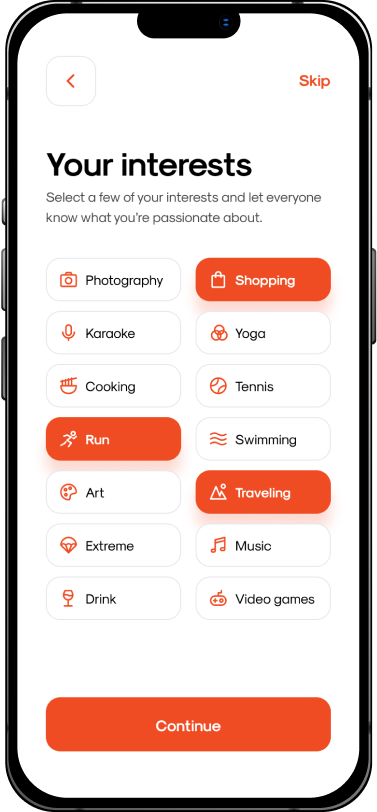 Skip
Your interests
Select a few of your interests and let everyone
know what you're passionate about.
Photography
Shopping
Karaoke
Yoga
Cooking
Tennis
Run
Swimming
Art
Traveling
Extreme
Music
Drink
Video games
Continue